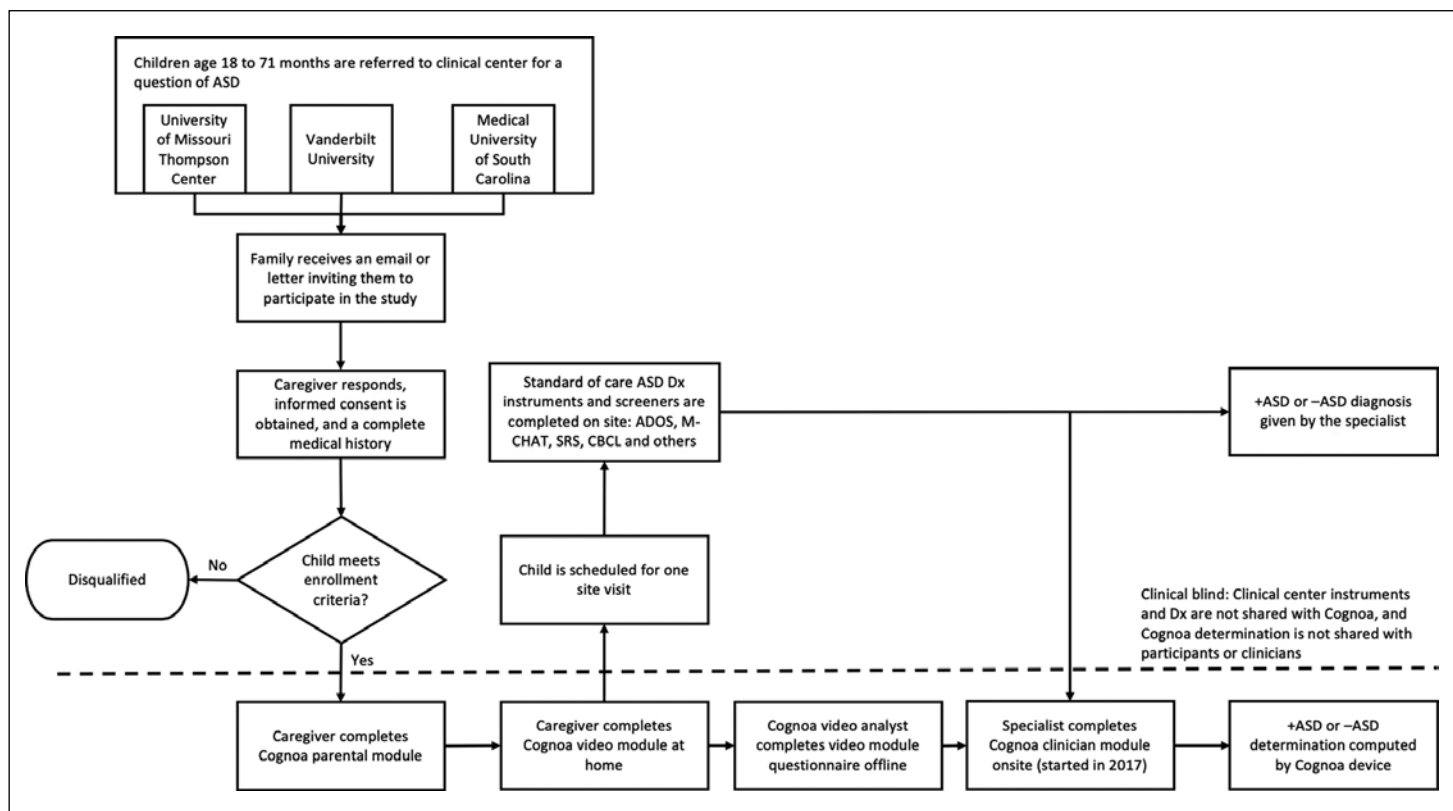 Children age 18 to 71 months are referred to clinical center for a
question of ASD
University
of Missouri
Thompson
Center
Vanderbilt
University
Medical
University
of South
Carolina
Family receives an email or
letter inviting them to
participate in the study
Caregiver responds,
informed consent is
obtained, and a complete
medical history
Standard of care ASD Dx
instruments and screeners are
completed on site: ADOS, M-
CHAT, SRS, CBCL and others
+ASD or –ASD diagnosis
given by the specialist
Child meets
enrollment
criteria?
No
Disqualified
Yes
Child is scheduled for one
site visit
Clinical blind: Clinical center instruments
and Dx are not shared with Cognoa, and
Cognoa determination is not shared with
participants or clinicians
Caregiver completes
Cognoa parental module
Caregiver completes
Cognoa video module at
home
Cognoa video analyst
completes video module
questionnaire offline
Specialist completes
Cognoa clinician module
onsite (started in 2017)
+ASD or –ASD
determination computed
by Cognoa device